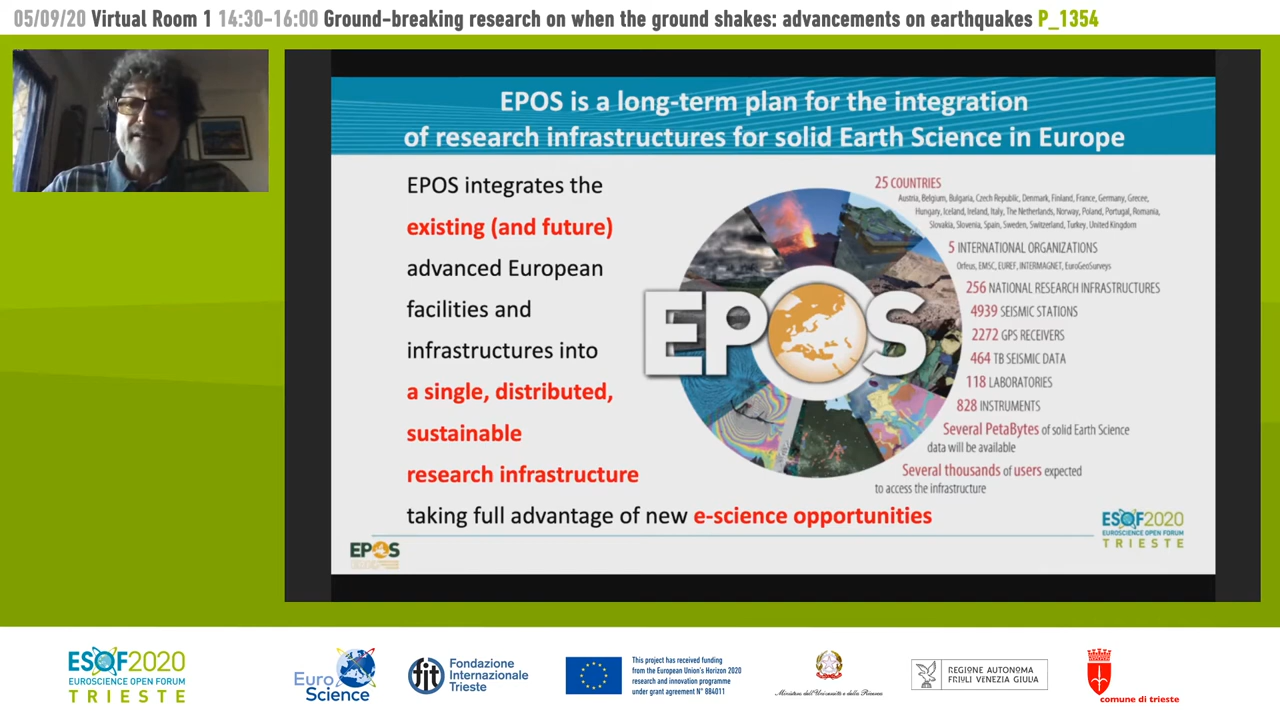 05/09/20 Virtual Room 1 14:30-16:00 Ground-breaking research on when the ground shakes: advancements on earthquakes P_1354
EPOS is a long-term plan for the integration
of research infrastructures for solid Earth Science in Europe
EPOS integrates the
existing (and future)
advanced European
facilities and
infrastructures into
a single, distributed,
sustainable
research infrastructure
taking full advantage of new e-science opportunities
EPOS
25 COUNTRIES
Austria, Belgium, Bulgaria, Czech Republic, Denmark, Finland, France, Germany, Grecee,
Hungary, Iceland, Ireland, Italy, The Netherlands, Norway, Poland, Portugal, Romania,
Slovakia, Slovenia, Spain, Sweden, Switzerland, Turkey, United Kingdom
5 INTERNATIONAL ORGANIZATIONS
Orfeus, EMSC, EUREF, INTERMAGNET, EuroGeoSurveys
256 NATIONAL RESEARCH INFRASTRUCTURES
4939 SEISMIC STATIONS
2272 GPS RECEIVERS
464 TB SEISMIC DATA
118 LABORATORIES
828 INSTRUMENTS
Several PetaBytes of solid Earth Science
data will be available
Several thousands of users expected
to access the infrastructure
EPOS
ESOF2020
EUROSCIENCE OPEN FORUM
TRIESTE
ESOF2020
EUROSCIENCE OPEN FORUM
TRIESTE
Euro
Science
fit
Fondazione
Internazionale
Trieste
This project has received funding
from the European Union's Horizon 2020
research and innovation programme
under grant agreement N° 884011
Ministero dell'Università e della Ricerca
REGIONE AUTONOMA
FRIULI VENEZIA GIULIA
comune di trieste